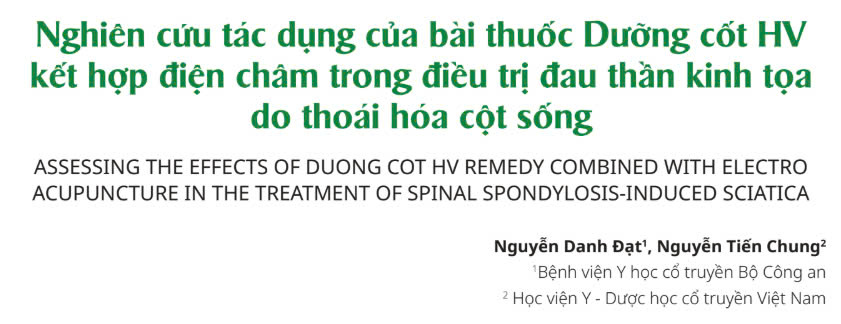 Nghiên cứu tác dụng của bài thuốc Dưỡng cốt HV
kết hợp điện châm trong điều trị đau thần kinh tọa
do thoái hóa cột sống
ASSESSING THE EFFECTS OF DUONG COT HV REMEDY COMBINED WITH ELECTRO
ACUPUNCTURE IN THE TREATMENT OF SPINAL SPONDYLOSIS-INDUCED SCIATICA
Nguyễn Danh Đạt¹, Nguyễn Tiến Chung²
¹Bệnh viện Y học cổ truyền Bộ Công an
² Học viện Y - Dược học cổ truyền Việt Nam